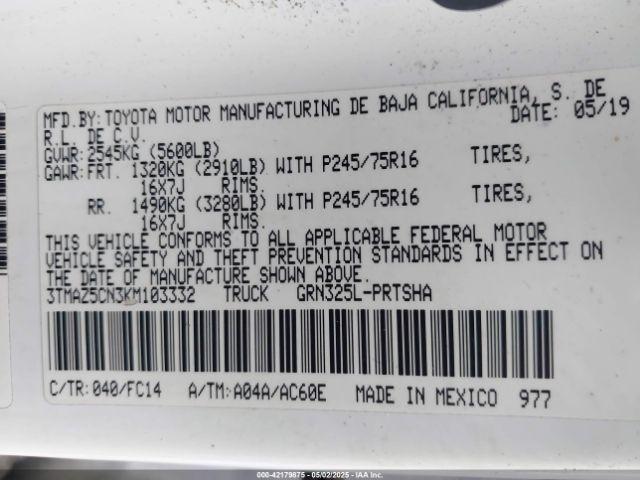 MFD.BY:TOYOTA MOTOR MANUFACTURING DE BAJA CALIFORNIA, S. DE
R.L. DE C.V. DATE: 05/19
GVWR:2545KG (5600LB)
GAWR:FRT. 1320KG (2910LB) WITH P245/75R16 TIRES,
16X7J RIMS.
RR. 1490KG (3280LB) WITH P245/75R16 TIRES,
16X7J RIMS.
THIS VEHICLE CONFORMS TO ALL APPLICABLE FEDERAL MOTOR
VEHICLE SAFETY AND THEFT PREVENTION STANDARDS IN EFFECT ON
THE DATE OF MANUFACTURE SHOWN ABOVE.
3TMAZ5CN3KM103332 TRUCK GRN325L-PRTSHA
C/TR:040/FC14 A/TM:A04A/AC60E MADE IN MEXICO 977
000-42179875 - 05/02/2025 - IAAI.CA